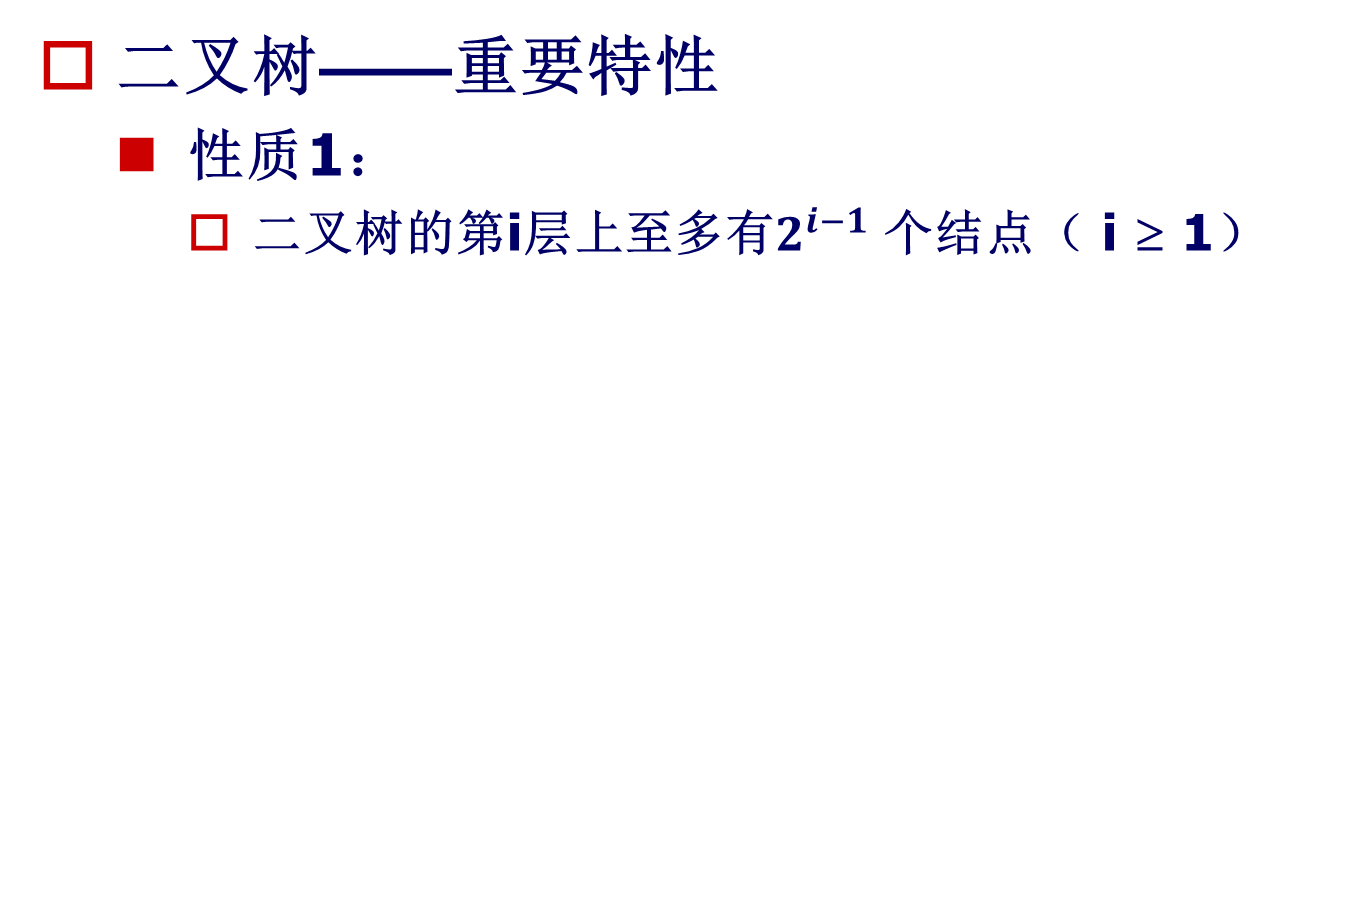 二叉树——重要特性
性质1：
二叉树的第i层上至多有2^{i-1} 个结点（ i ≥ 1）